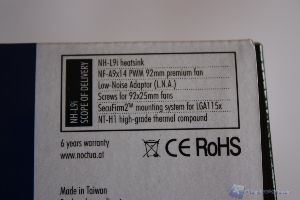 NH-L9i
SCOPE OF DELIVERY
NH-L9i heatsink
NF-A9x14 PWM 92mm premium fan
Low-Noise Adaptor (L.N.A.)
Screws for 92x25mm fans
SecuFirm2™ mounting system for LGA115x
NT-H1 high-grade thermal compound
6 years warranty
www.noctua.at
CE RoHS
Made in Taiwan